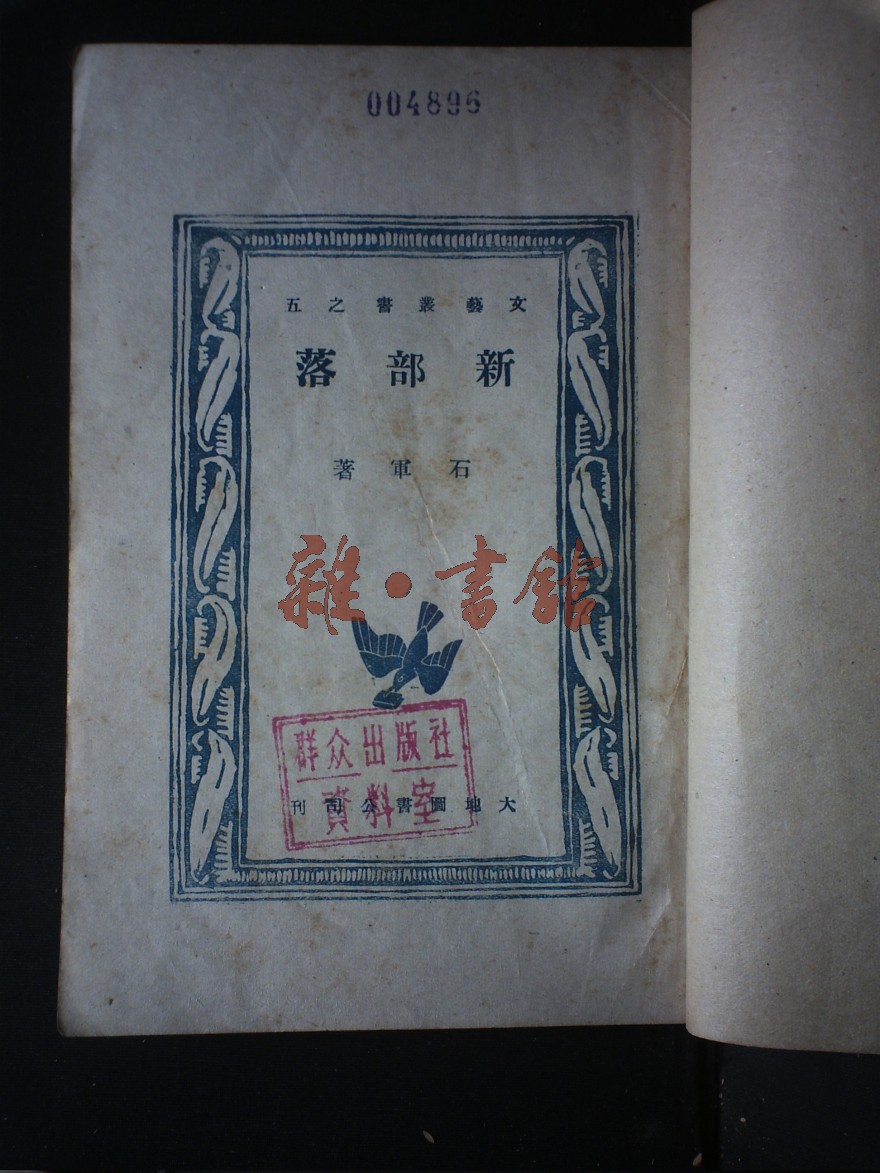 004896
文藝叢書之五
新部落
石軍著
雜·書館
群众出版社
資料室
大地圖書公司刊